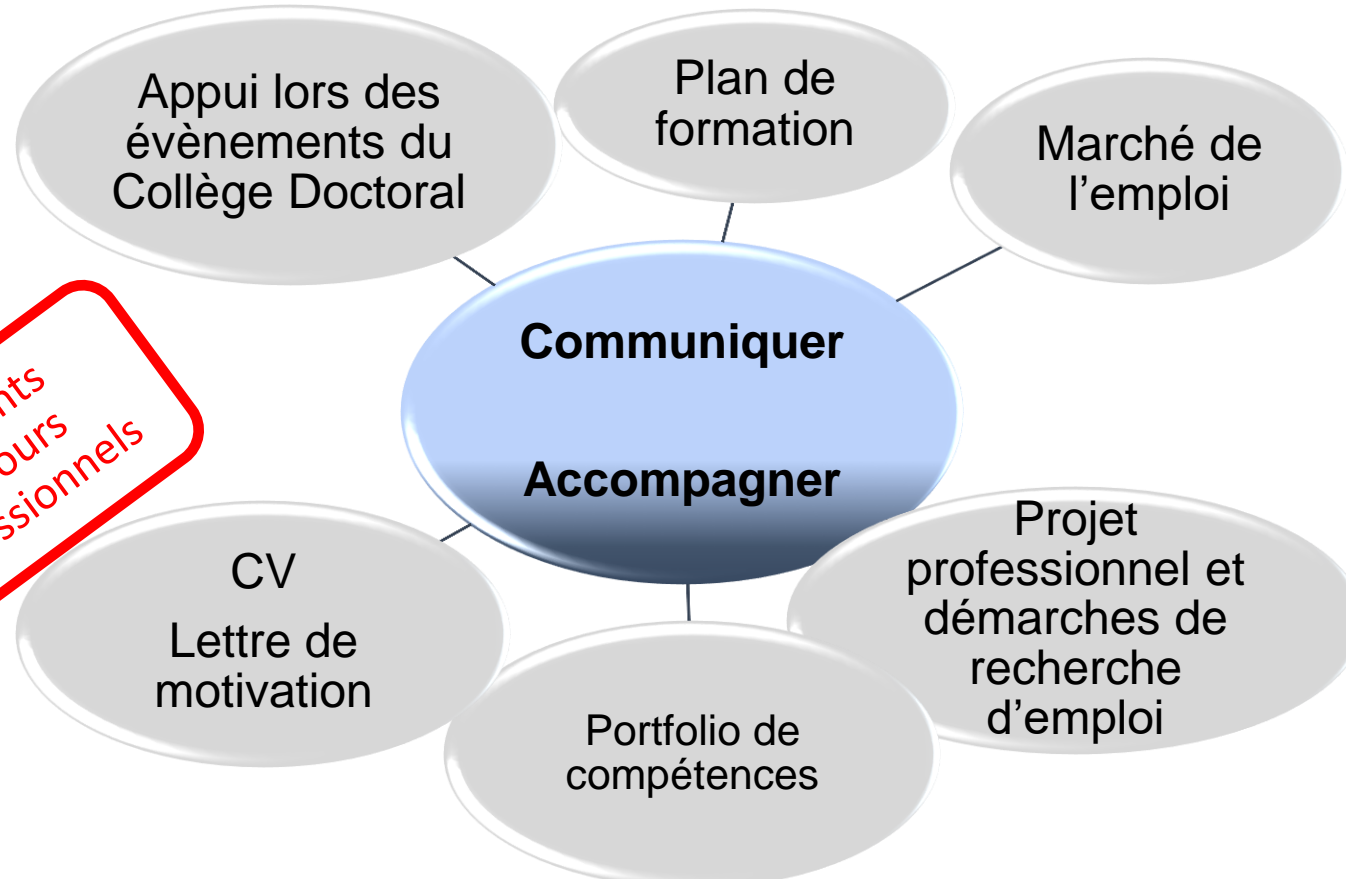 Appui lors des
évènements du
Collège Doctoral
Plan de
formation
Marché de
l’emploi
Communiquer
Accompagner
CV
Lettre de
motivation
Portfolio de
compétences
Projet
professionnel et
démarches de
recherche
d’emploi